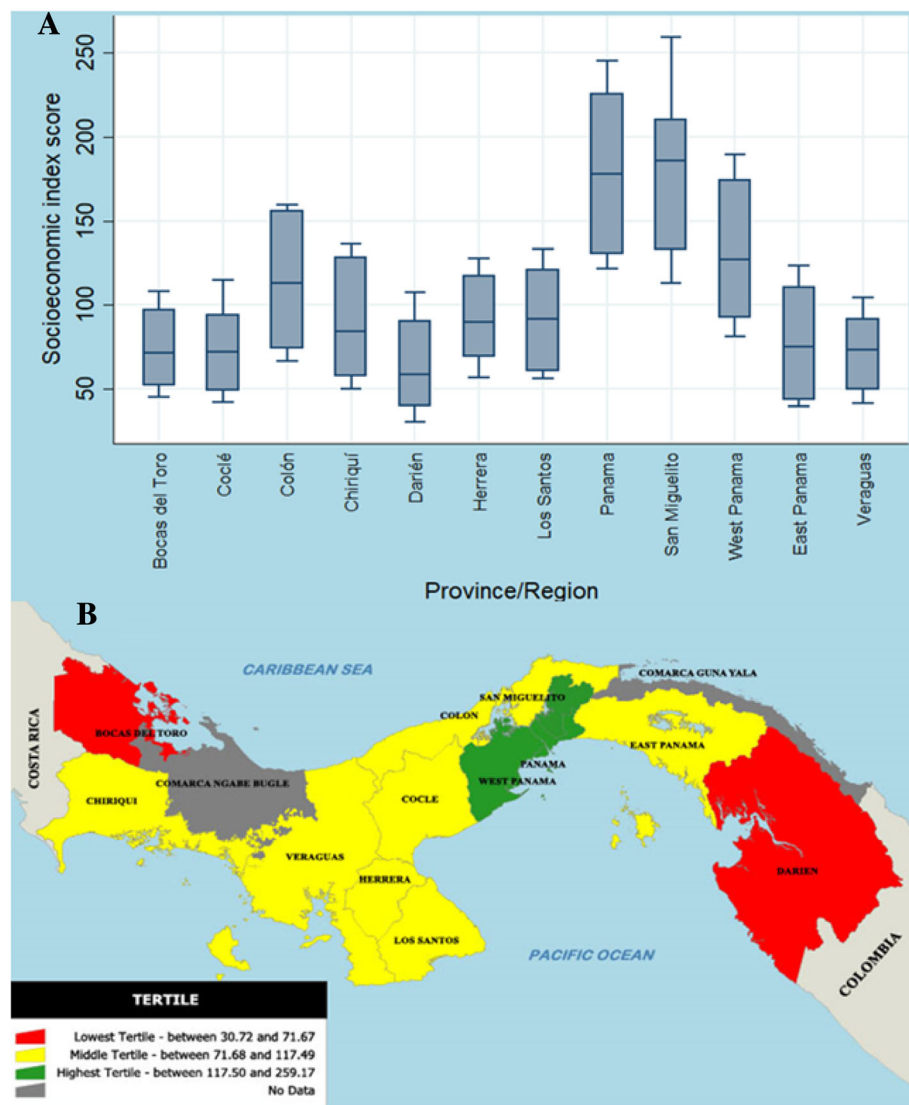 A
Socioeconomic index score
250
200
150
100
50
Bocas del Toro
Coclé
Colón
Chiriquí
Darién
Herrera
Los Santos
Panama
San Miguelito
West Panama
East Panama
Veraguas
Province/Region
B
CARIBBEAN SEA
COMARCA GUNA YALA
SAN MIGUELITO
COLON
COSTA RICA
BOCAS DEL TORO
EAST PANAMA
PANAMA
COMARCA NGABE BUGLE
WEST PANAMA
CHIRIQUI
COCLE
VERAGUAS
HERRERA
DARIEN
LOS SANTOS
PACIFIC OCEAN
COLOMBIA
TERTILE
Lowest Tertile - between 30.72 and 71.67
Middle Tertile - between 71.68 and 117.49
Highest Tertile - between 117.50 and 259.17
No Data